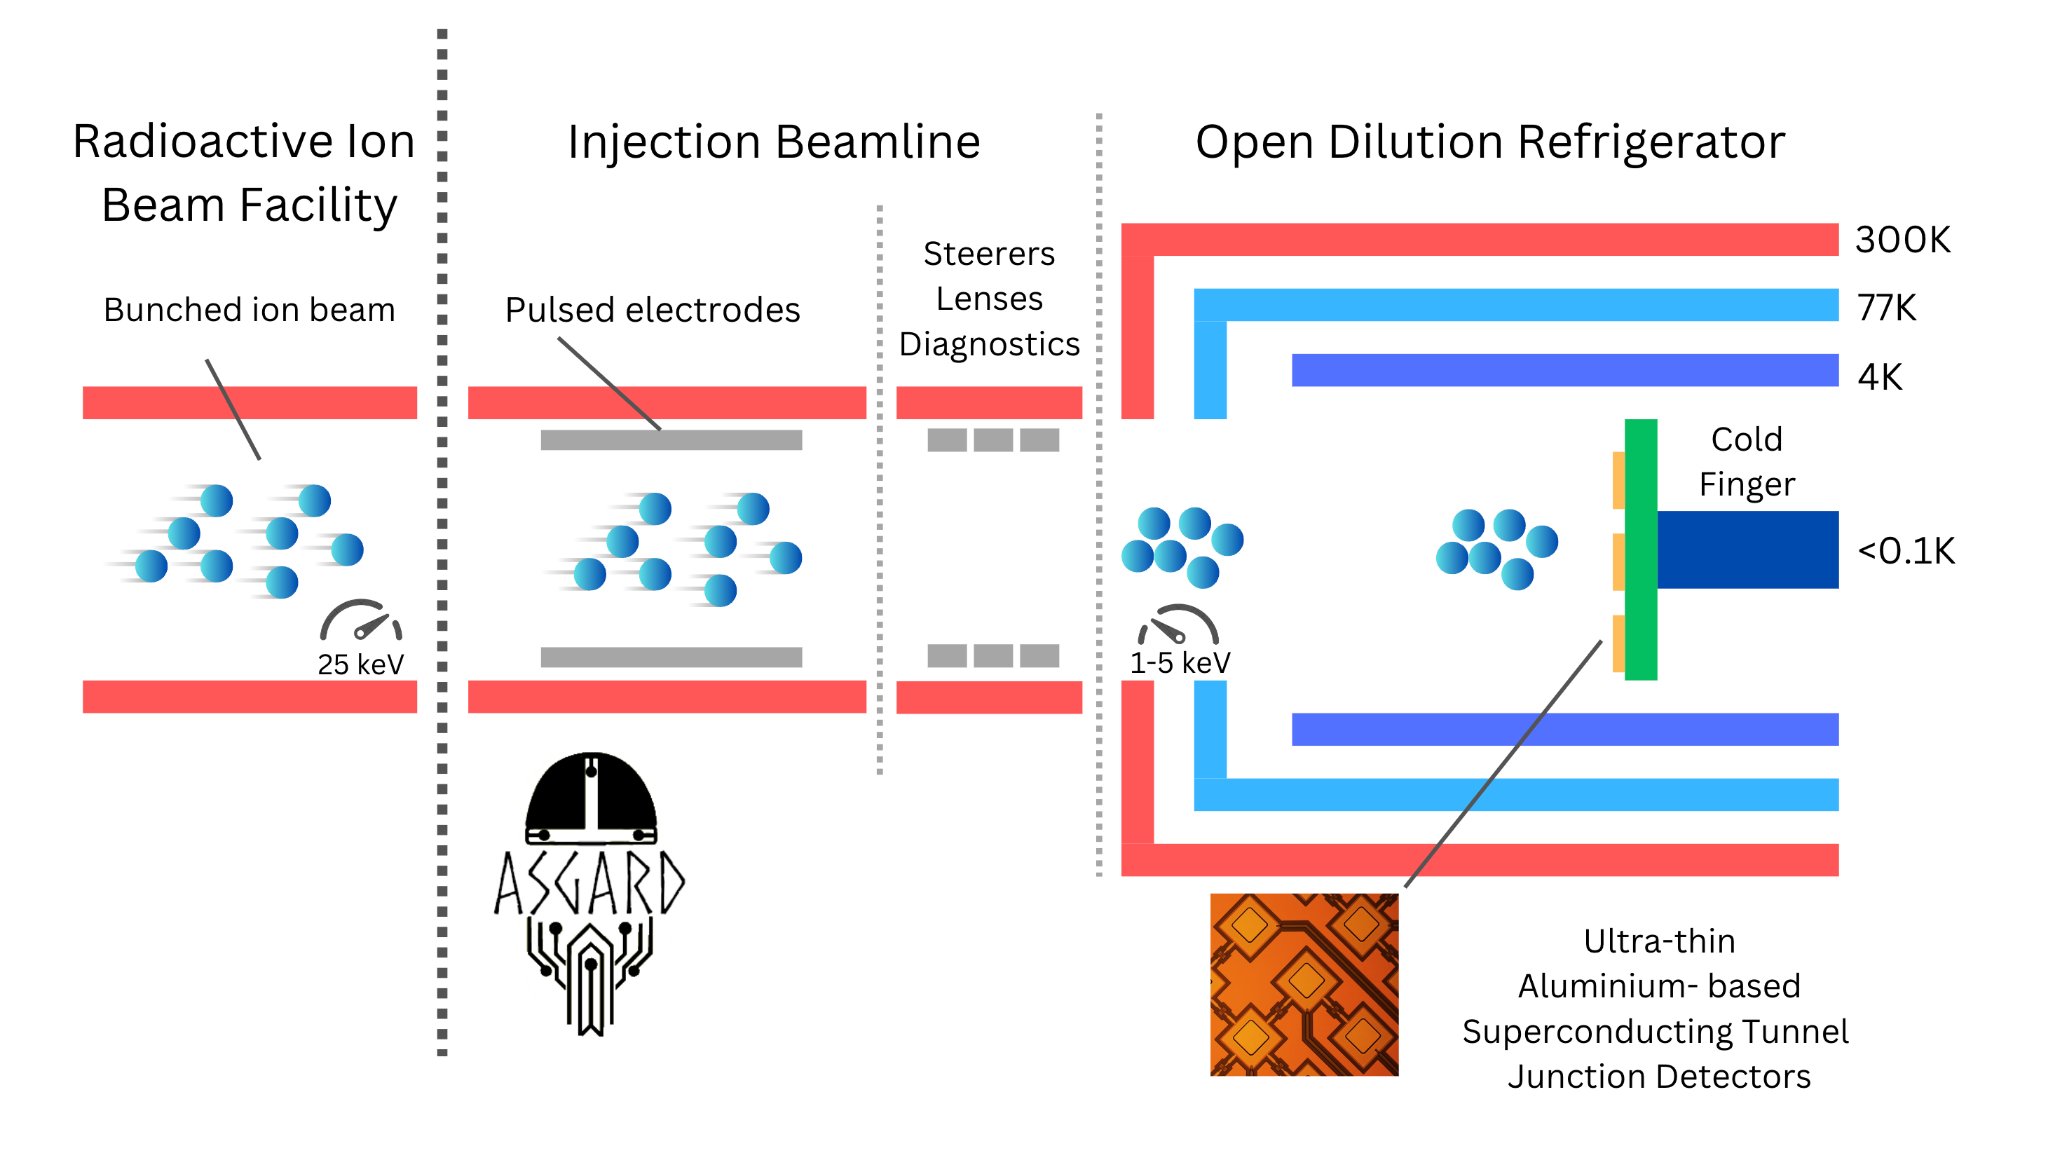 Radioactive Ion
Beam Facility
Bunched ion beam
25 keV
Injection Beamline
Pulsed electrodes
Steerers
Lenses
Diagnostics
ASGARD
Open Dilution Refrigerator
300K
77K
4K
Cold
Finger
<0.1K
1-5 keV
Ultra-thin
Aluminium- based
Superconducting Tunnel
Junction Detectors